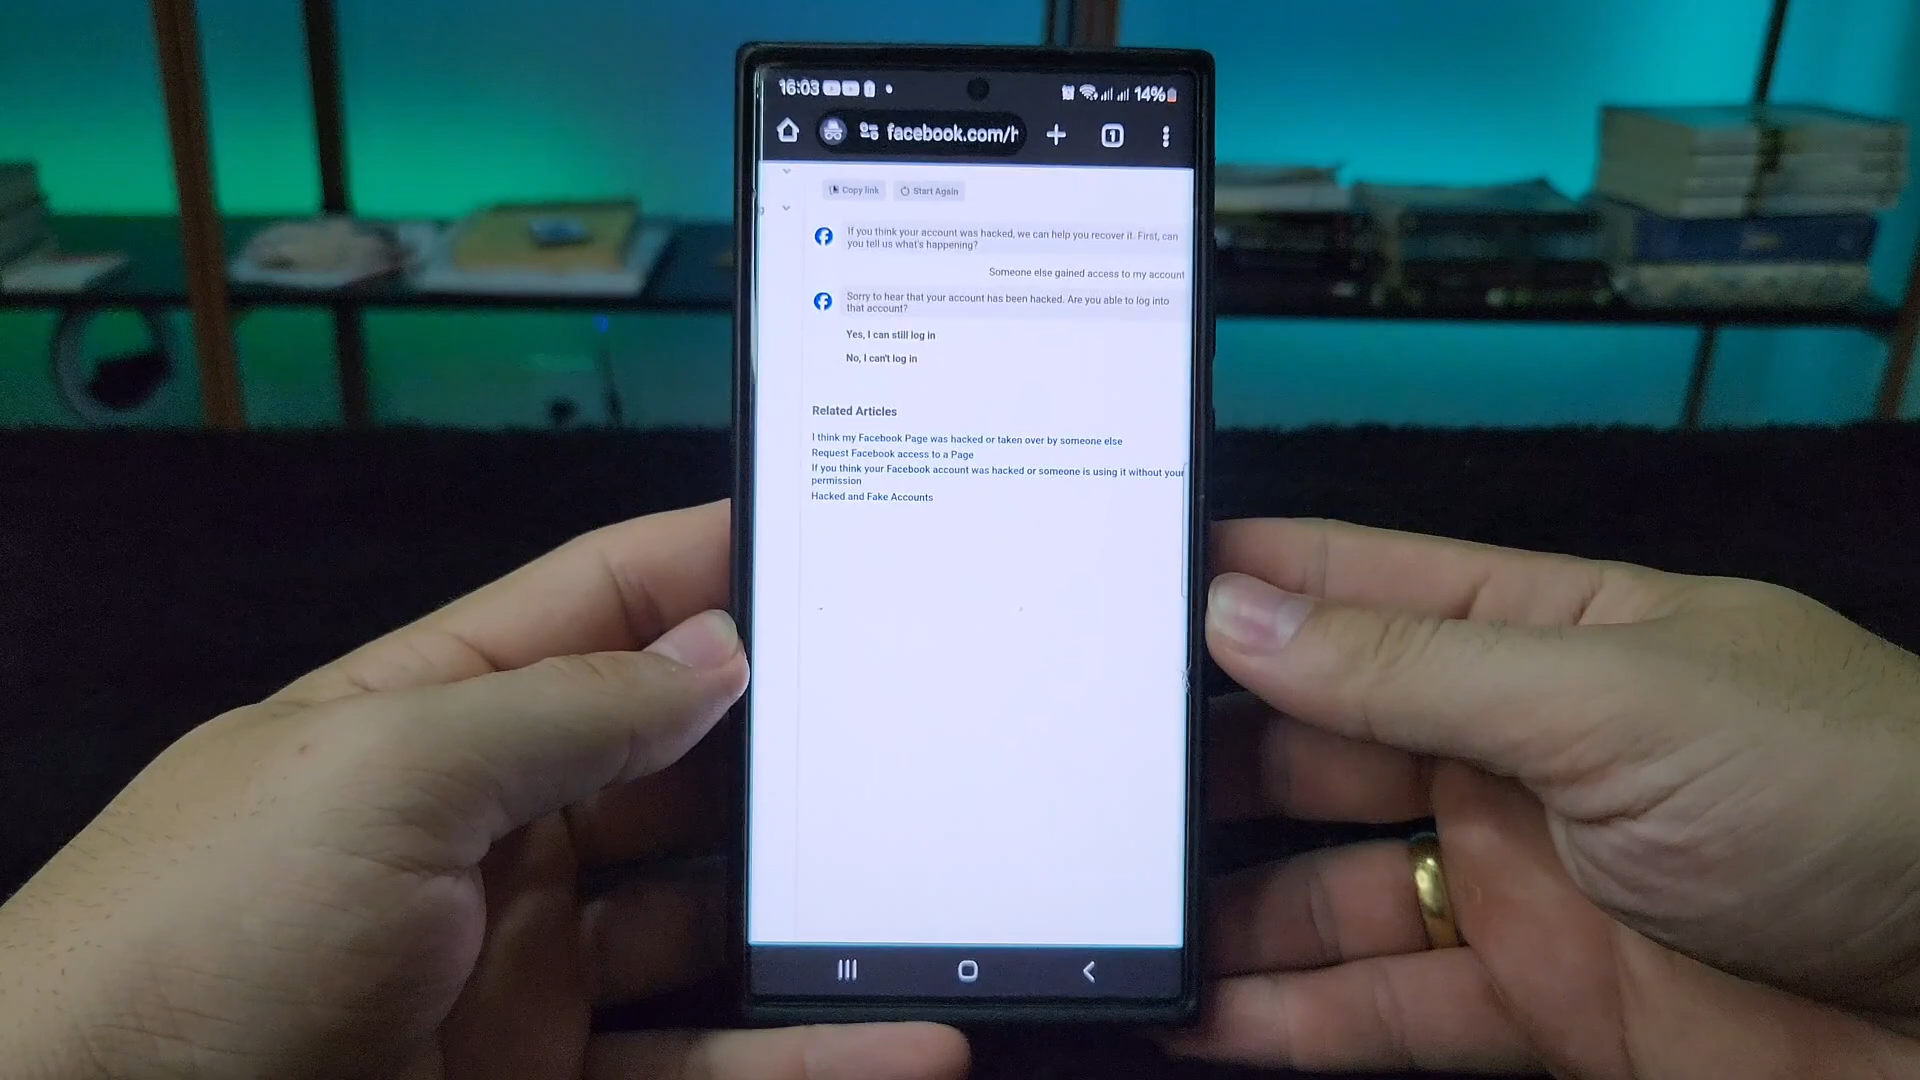 16:03
14%
facebook.com/h
1
Copy link
Start Again
If you think your account was hacked, we can help you recover it. First, can
you tell us what's happening?
Someone else gained access to my account
Sorry to hear that your account has been hacked. Are you able to log into
that account?
Yes, I can still log in
No, I can't log in
Related Articles
I think my Facebook Page was hacked or taken over by someone else
Request Facebook access to a Page
If you think your Facebook account was hacked or someone is using it without your
permission
Hacked and Fake Accounts